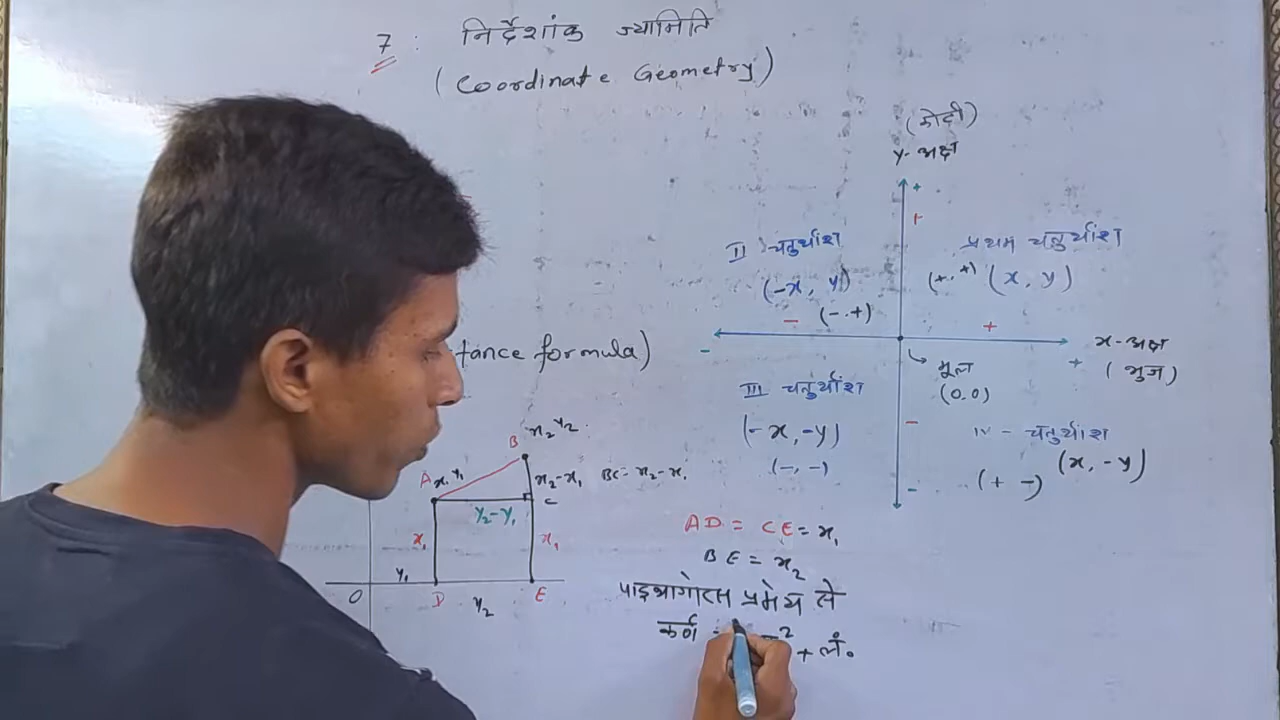 7 : निर्देशांक ज्यामिति
(Coordinate Geometry)
(कोटी)
y-अक्ष
+
+
II चतुर्थांश
(-x, y)
(-.+)
प्रथम चतुर्थांश
(+.+) (x, y)
-
+
-
x-अक्ष
+ (भुज)
मूल
(0.0)
tance formula)
III चतुर्थांश
(-x,-y)
(-,-)
-
IV - चतुर्थांश
(x, -y)
(+ -)
-
B x₂ y₂
A x, y₁
x₂-x₁ BC = x₂-x₁
C
y₂-y₁
x₁
x₁
y₁
O D y₂ E
AD = CE = x₁
BE = x₂
पाइथागोरस प्रमेय से
कर्ण
² + लं०